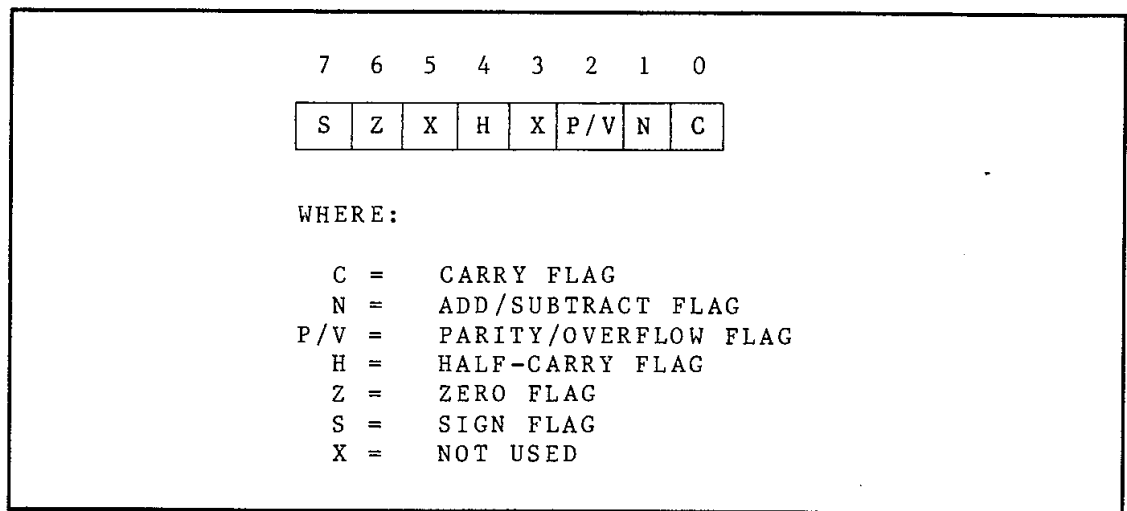 7 6 5 4 3 2 1 0
S Z X H X P/V N C
WHERE:
C = CARRY FLAG
N = ADD/SUBTRACT FLAG
P/V = PARITY/OVERFLOW FLAG
H = HALF-CARRY FLAG
Z = ZERO FLAG
S = SIGN FLAG
X = NOT USED